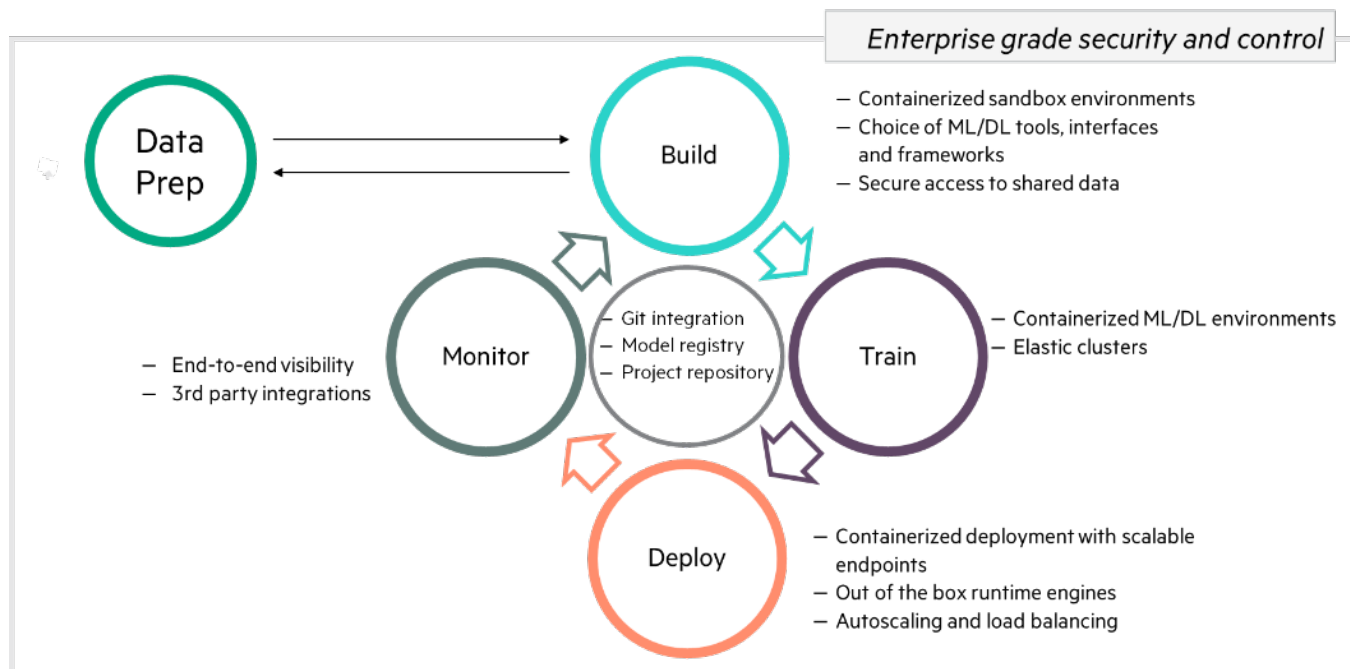 Enterprise grade security and control
Data
Prep
Build
— Containerized sandbox environments
— Choice of ML/DL tools, interfaces
and frameworks
— Secure access to shared data
Monitor
— End-to-end visibility
— 3rd party integrations
— Git integration
— Model registry
— Project repository
Train
— Containerized ML/DL environments
— Elastic clusters
Deploy
— Containerized deployment with scalable
endpoints
— Out of the box runtime engines
— Autoscaling and load balancing